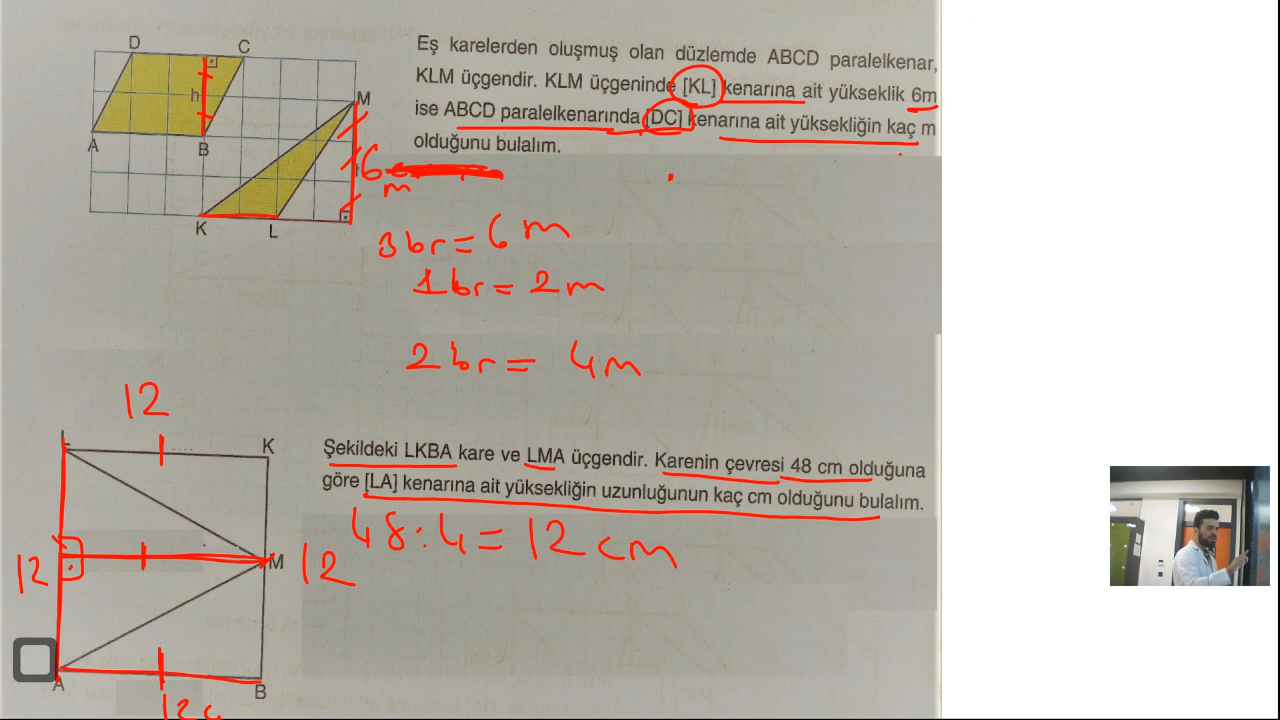 D
C
h
M
A
B
K
L
Eş karelerden oluşmuş olan düzlemde ABCD paralelkenar,
KLM üçgendir. KLM üçgeninde [KL] kenarına ait yükseklik 6m
ise ABCD paralelkenarında [DC] kenarına ait yüksekliğin kaç m
olduğunu bulalım.
6
m
3br = 6 m
1br = 2m
2br = 4m
12
L
K
12
M
12
A
B
Şekildeki LKBA kare ve LMA üçgendir. Karenin çevresi 48 cm olduğuna
göre [LA] kenarına ait yüksekliğin uzunluğunun kaç cm olduğunu bulalım.
48:4 = 12 cm